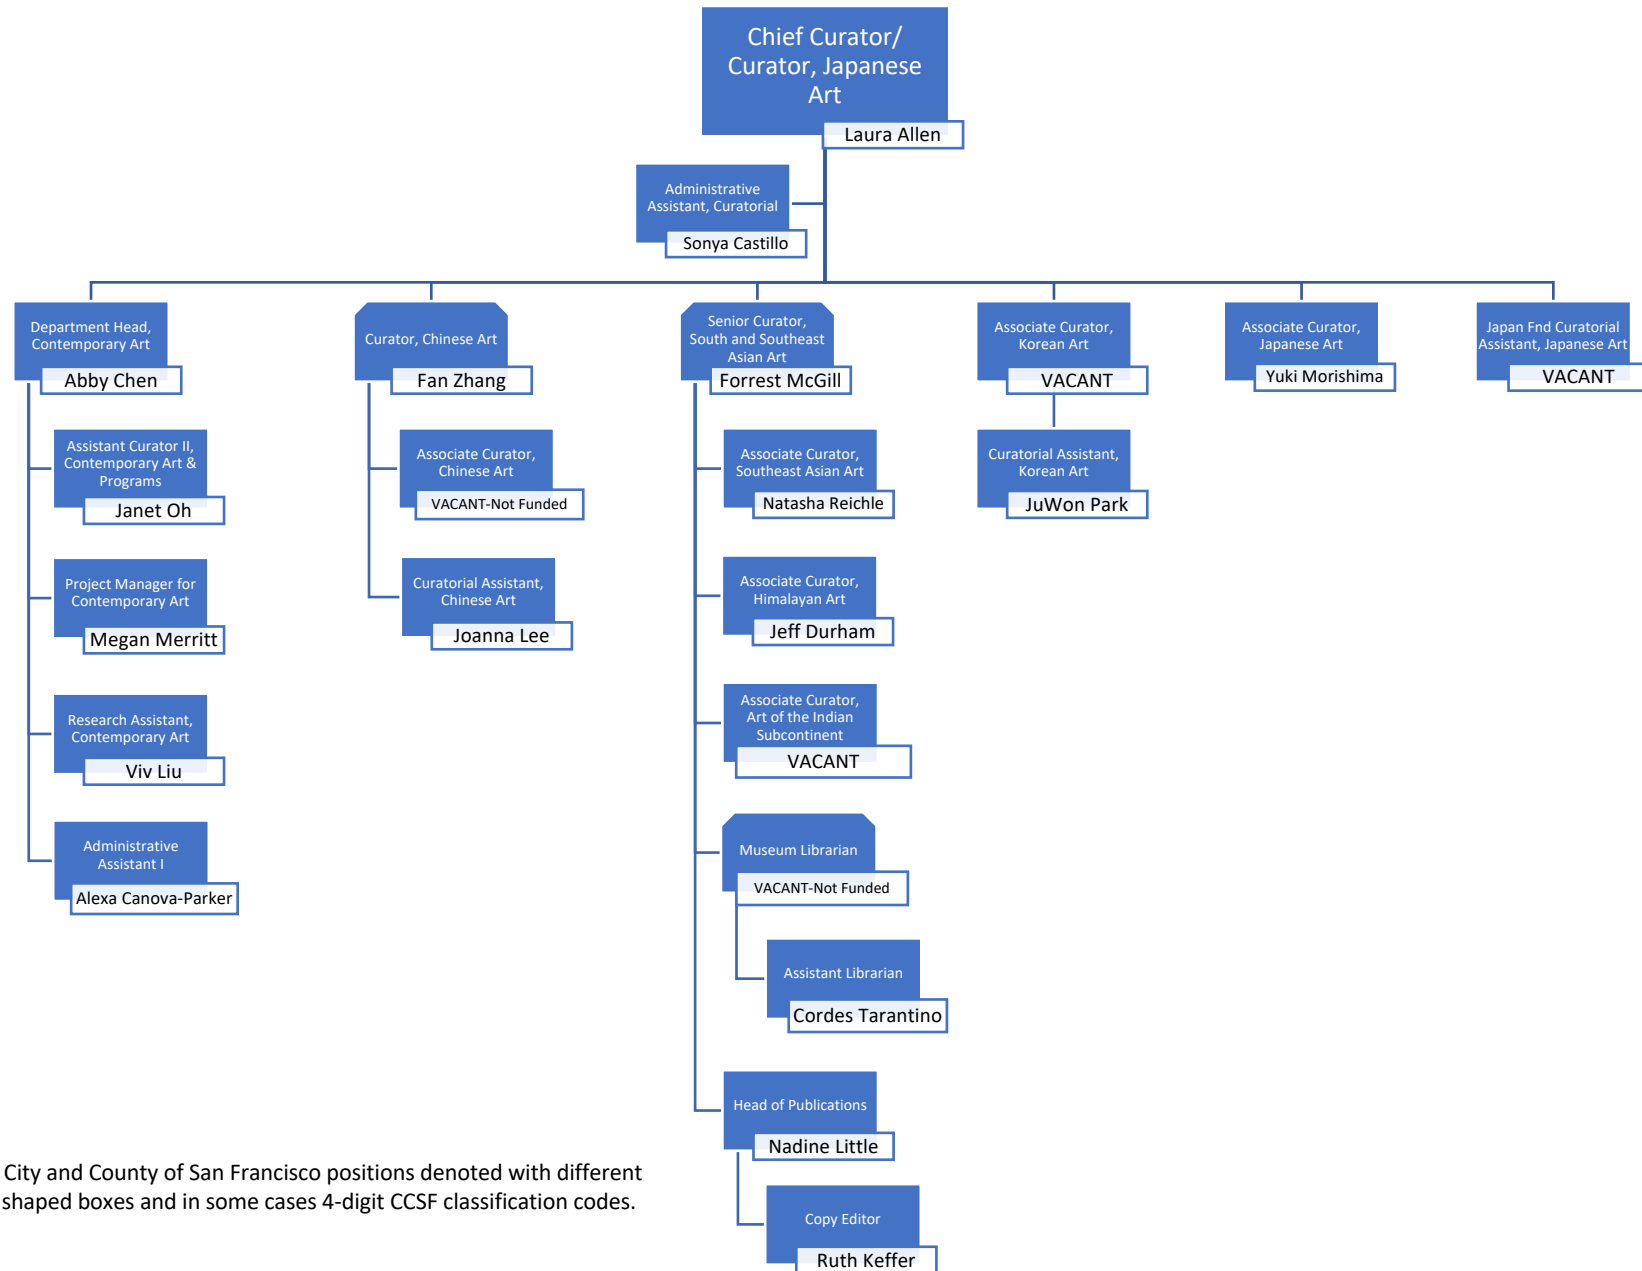 Chief Curator/
Curator, Japanese
Art
Laura Allen
Administrative
Assistant, Curatorial
Sonya Castillo
Department Head,
Contemporary Art
Abby Chen
Assistant Curator II,
Contemporary Art &
Programs
Janet Oh
Project Manager for
Contemporary Art
Megan Merritt
Research Assistant,
Contemporary Art
Viv Liu
Administrative
Assistant I
Alexa Canova-Parker
Curator, Chinese Art
Fan Zhang
Associate Curator,
Chinese Art
VACANT-Not Funded
Curatorial Assistant,
Chinese Art
Joanna Lee
Senior Curator,
South and Southeast
Asian Art
Forrest McGill
Associate Curator,
Southeast Asian Art
Natasha Reichle
Associate Curator,
Himalayan Art
Jeff Durham
Associate Curator,
Art of the Indian
Subcontinent
VACANT
Museum Librarian
VACANT-Not Funded
Assistant Librarian
Cordes Tarantino
Head of Publications
Nadine Little
Copy Editor
Ruth Keffer
Associate Curator,
Korean Art
VACANT
Curatorial Assistant,
Korean Art
JuWon Park
Associate Curator,
Japanese Art
Yuki Morishima
Japan Fnd Curatorial
Assistant, Japanese Art
VACANT
City and County of San Francisco positions denoted with different
shaped boxes and in some cases 4-digit CCSF classification codes.